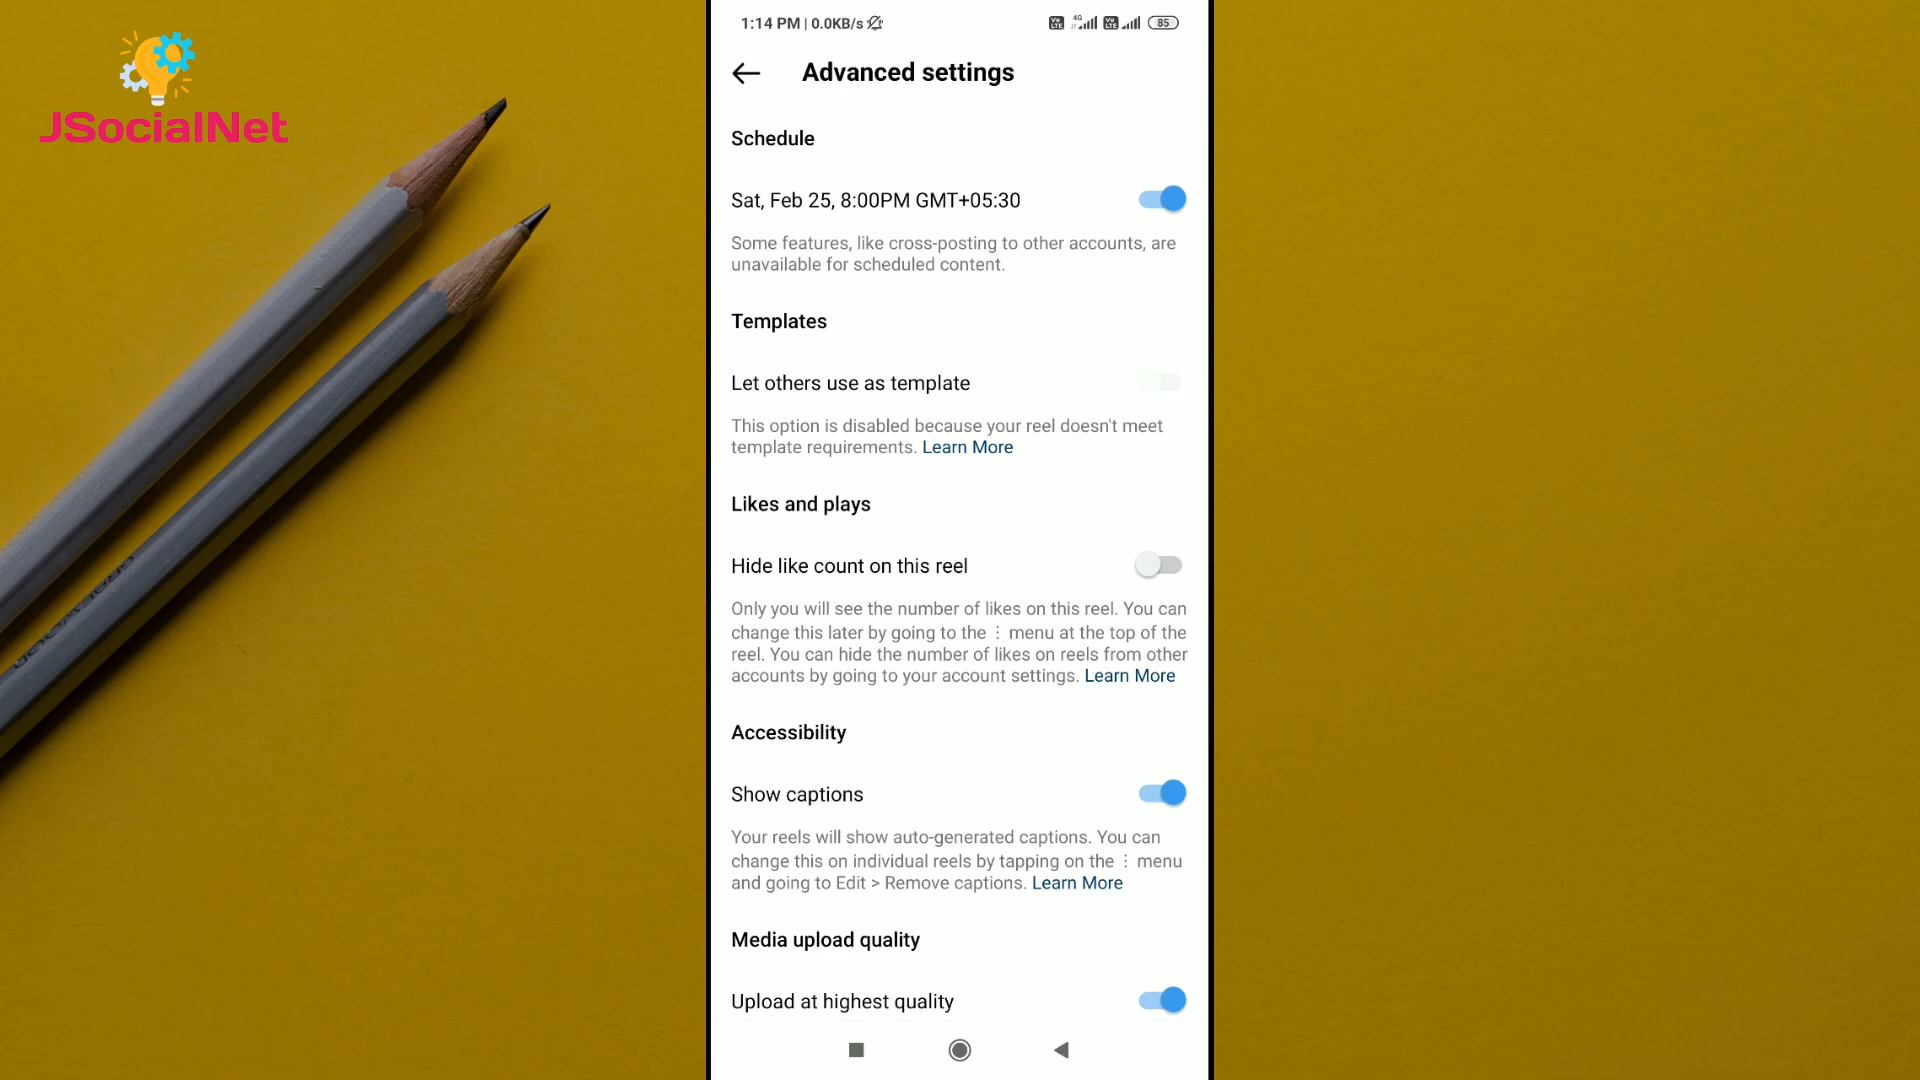 JSocialNet
1:14 PM | 0.0KB/s
Vo LTE 4G Vo LTE 85
Advanced settings
Schedule
Sat, Feb 25, 8:00PM GMT+05:30
Some features, like cross-posting to other accounts, are
unavailable for scheduled content.
Templates
Let others use as template
This option is disabled because your reel doesn't meet
template requirements. Learn More
Likes and plays
Hide like count on this reel
Only you will see the number of likes on this reel. You can
change this later by going to the ⋮ menu at the top of the
reel. You can hide the number of likes on reels from other
accounts by going to your account settings. Learn More
Accessibility
Show captions
Your reels will show auto-generated captions. You can
change this on individual reels by tapping on the ⋮ menu
and going to Edit > Remove captions. Learn More
Media upload quality
Upload at highest quality